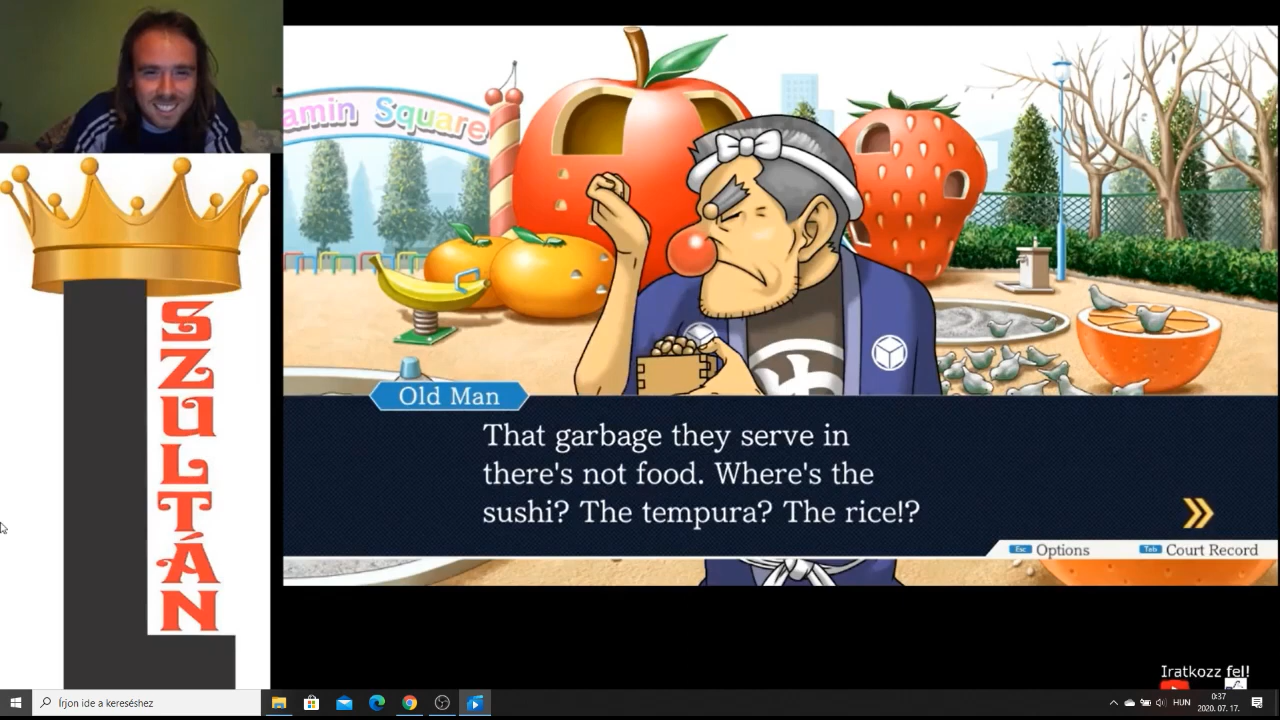 amin Square
SZULTÁN
Old Man
That garbage they serve in
there's not food. Where's the
sushi? The tempura? The rice!?
Esc Options
Tab Court Record
Iratkozz fel!
Írjon ide a kereséshez
HUN
0:37
2020. 07. 17.